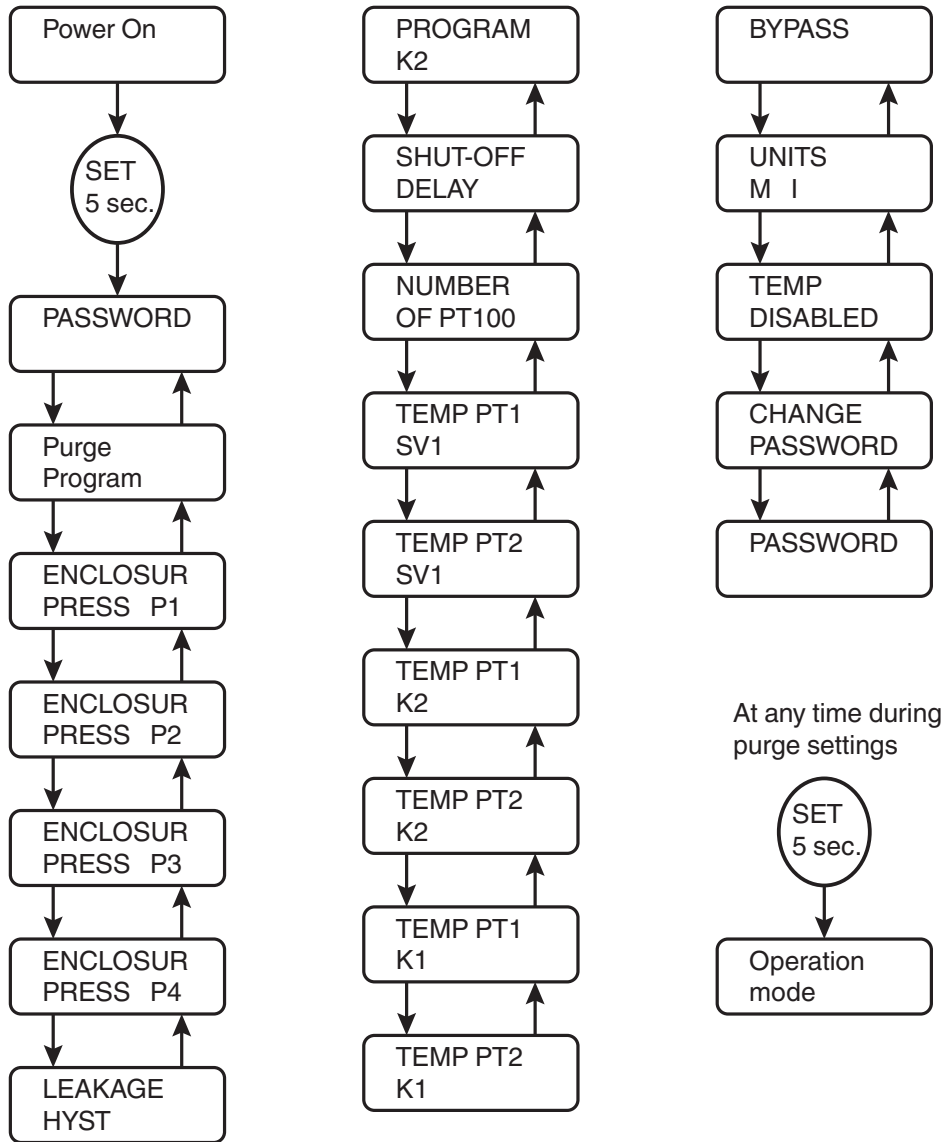 Power On
SET
5 sec.
PASSWORD
Purge
Program
ENCLOSUR
PRESS P1
ENCLOSUR
PRESS P2
ENCLOSUR
PRESS P3
ENCLOSUR
PRESS P4
LEAKAGE
HYST
PROGRAM
K2
SHUT-OFF
DELAY
NUMBER
OF PT100
TEMP PT1
SV1
TEMP PT2
SV1
TEMP PT1
K2
TEMP PT2
K2
TEMP PT1
K1
TEMP PT2
K1
BYPASS
UNITS
M I
TEMP
DISABLED
CHANGE
PASSWORD
PASSWORD
At any time during
purge settings
SET
5 sec.
Operation
mode